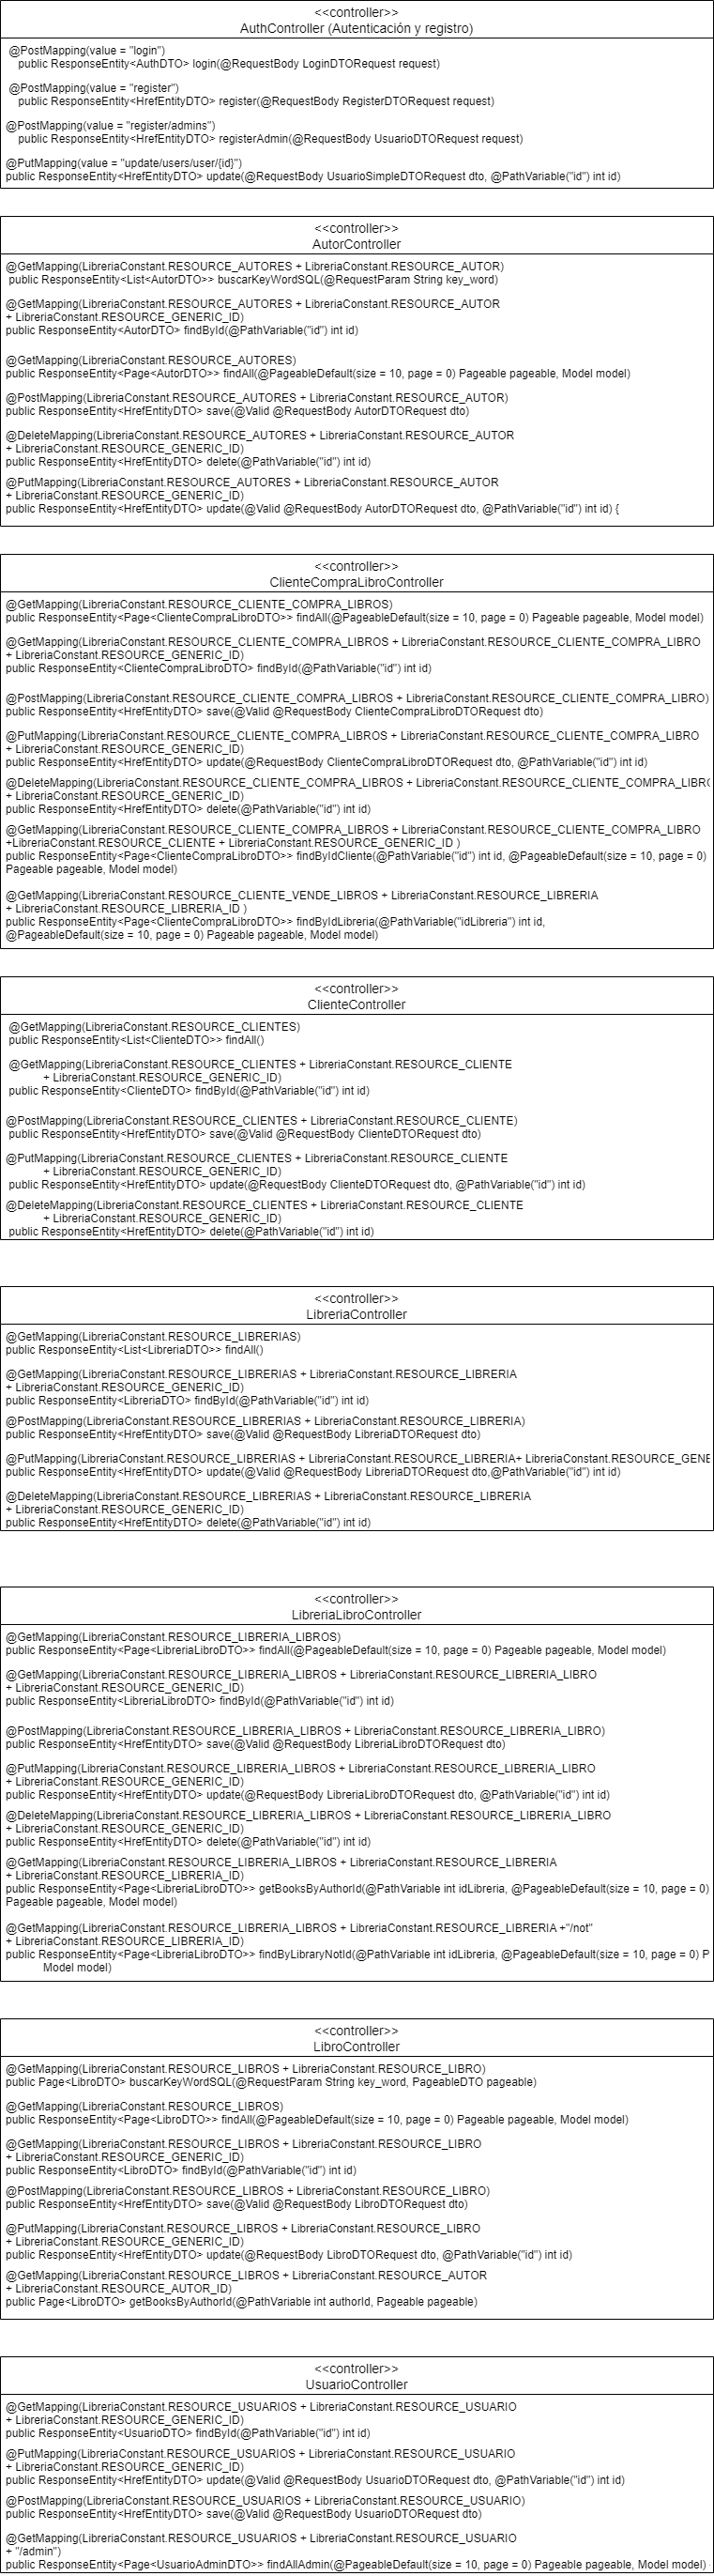 <<controller>>
AuthController (Autenticación y registro)
@PostMapping(value = "login")
public ResponseEntity<AuthDTO> login(@RequestBody LoginDTORequest request)
@PostMapping(value = "register")
public ResponseEntity<HrefEntityDTO> register(@RequestBody RegisterDTORequest request)
@PostMapping(value = "register/admins")
public ResponseEntity<HrefEntityDTO> registerAdmin(@RequestBody UsuarioDTORequest request)
@PutMapping(value = "update/users/user/{id}")
public ResponseEntity<HrefEntityDTO> update(@RequestBody UsuarioSimpleDTORequest dto, @PathVariable("id") int id)
<<controller>>
AutorController
@GetMapping(LibreriaConstant.RESOURCE_AUTORES + LibreriaConstant.RESOURCE_AUTOR)
public ResponseEntity<List<AutorDTO>> buscarKeyWordSQL(@RequestParam String key_word)
@GetMapping(LibreriaConstant.RESOURCE_AUTORES + LibreriaConstant.RESOURCE_AUTOR
+ LibreriaConstant.RESOURCE_GENERIC_ID)
public ResponseEntity<AutorDTO> findById(@PathVariable("id") int id)
@GetMapping(LibreriaConstant.RESOURCE_AUTORES)
public ResponseEntity<Page<AutorDTO>> findAll(@PageableDefault(size = 10, page = 0) Pageable pageable, Model model)
@PostMapping(LibreriaConstant.RESOURCE_AUTORES + LibreriaConstant.RESOURCE_AUTOR)
public ResponseEntity<HrefEntityDTO> save(@Valid @RequestBody AutorDTORequest dto)
@DeleteMapping(LibreriaConstant.RESOURCE_AUTORES + LibreriaConstant.RESOURCE_AUTOR
+ LibreriaConstant.RESOURCE_GENERIC_ID)
public ResponseEntity<HrefEntityDTO> delete(@PathVariable("id") int id)
@PutMapping(LibreriaConstant.RESOURCE_AUTORES + LibreriaConstant.RESOURCE_AUTOR
+ LibreriaConstant.RESOURCE_GENERIC_ID)
public ResponseEntity<HrefEntityDTO> update(@Valid @RequestBody AutorDTORequest dto, @PathVariable("id") int id) {
<<controller>>
ClienteCompraLibroController
@GetMapping(LibreriaConstant.RESOURCE_CLIENTE_COMPRA_LIBROS)
public ResponseEntity<Page<ClienteCompraLibroDTO>> findAll(@PageableDefault(size = 10, page = 0) Pageable pageable, Model model)
@GetMapping(LibreriaConstant.RESOURCE_CLIENTE_COMPRA_LIBROS + LibreriaConstant.RESOURCE_CLIENTE_COMPRA_LIBRO
+ LibreriaConstant.RESOURCE_GENERIC_ID)
public ResponseEntity<ClienteCompraLibroDTO> findById(@PathVariable("id") int id)
@PostMapping(LibreriaConstant.RESOURCE_CLIENTE_COMPRA_LIBROS + LibreriaConstant.RESOURCE_CLIENTE_COMPRA_LIBRO)
public ResponseEntity<HrefEntityDTO> save(@Valid @RequestBody ClienteCompraLibroDTORequest dto)
@PutMapping(LibreriaConstant.RESOURCE_CLIENTE_COMPRA_LIBROS + LibreriaConstant.RESOURCE_CLIENTE_COMPRA_LIBRO
+ LibreriaConstant.RESOURCE_GENERIC_ID)
public ResponseEntity<HrefEntityDTO> update(@RequestBody ClienteCompraLibroDTORequest dto, @PathVariable("id") int id)
@DeleteMapping(LibreriaConstant.RESOURCE_CLIENTE_COMPRA_LIBROS + LibreriaConstant.RESOURCE_CLIENTE_COMPRA_LIBRO
+ LibreriaConstant.RESOURCE_GENERIC_ID)
public ResponseEntity<HrefEntityDTO> delete(@PathVariable("id") int id)
@GetMapping(LibreriaConstant.RESOURCE_CLIENTE_COMPRA_LIBROS + LibreriaConstant.RESOURCE_CLIENTE_COMPRA_LIBRO
+LibreriaConstant.RESOURCE_CLIENTE + LibreriaConstant.RESOURCE_GENERIC_ID )
public ResponseEntity<Page<ClienteCompraLibroDTO>> findByIdCliente(@PathVariable("id") int id, @PageableDefault(size = 10, page = 0)
Pageable pageable, Model model)
@GetMapping(LibreriaConstant.RESOURCE_CLIENTE_VENDE_LIBROS + LibreriaConstant.RESOURCE_LIBRERIA
+ LibreriaConstant.RESOURCE_LIBRERIA_ID )
public ResponseEntity<Page<ClienteCompraLibroDTO>> findByIdLibreria(@PathVariable("idLibreria") int id,
@PageableDefault(size = 10, page = 0) Pageable pageable, Model model)
<<controller>>
ClienteController
@GetMapping(LibreriaConstant.RESOURCE_CLIENTES)
public ResponseEntity<List<ClienteDTO>> findAll()
@GetMapping(LibreriaConstant.RESOURCE_CLIENTES + LibreriaConstant.RESOURCE_CLIENTE
+ LibreriaConstant.RESOURCE_GENERIC_ID)
public ResponseEntity<ClienteDTO> findById(@PathVariable("id") int id)
@PostMapping(LibreriaConstant.RESOURCE_CLIENTES + LibreriaConstant.RESOURCE_CLIENTE)
public ResponseEntity<HrefEntityDTO> save(@Valid @RequestBody ClienteDTORequest dto)
@PutMapping(LibreriaConstant.RESOURCE_CLIENTES + LibreriaConstant.RESOURCE_CLIENTE
+ LibreriaConstant.RESOURCE_GENERIC_ID)
public ResponseEntity<HrefEntityDTO> update(@RequestBody ClienteDTORequest dto, @PathVariable("id") int id)
@DeleteMapping(LibreriaConstant.RESOURCE_CLIENTES + LibreriaConstant.RESOURCE_CLIENTE
+ LibreriaConstant.RESOURCE_GENERIC_ID)
public ResponseEntity<HrefEntityDTO> delete(@PathVariable("id") int id)
<<controller>>
LibreriaController
@GetMapping(LibreriaConstant.RESOURCE_LIBRERIAS)
public ResponseEntity<List<LibreriaDTO>> findAll()
@GetMapping(LibreriaConstant.RESOURCE_LIBRERIAS + LibreriaConstant.RESOURCE_LIBRERIA
+ LibreriaConstant.RESOURCE_GENERIC_ID)
public ResponseEntity<LibreriaDTO> findById(@PathVariable("id") int id)
@PostMapping(LibreriaConstant.RESOURCE_LIBRERIAS + LibreriaConstant.RESOURCE_LIBRERIA)
public ResponseEntity<HrefEntityDTO> save(@Valid @RequestBody LibreriaDTORequest dto)
@PutMapping(LibreriaConstant.RESOURCE_LIBRERIAS + LibreriaConstant.RESOURCE_LIBRERIA+ LibreriaConstant.RESOURCE_GENE
public ResponseEntity<HrefEntityDTO> update(@Valid @RequestBody LibreriaDTORequest dto,@PathVariable("id") int id)
@DeleteMapping(LibreriaConstant.RESOURCE_LIBRERIAS + LibreriaConstant.RESOURCE_LIBRERIA
+ LibreriaConstant.RESOURCE_GENERIC_ID)
public ResponseEntity<HrefEntityDTO> delete(@PathVariable("id") int id)
<<controller>>
LibreriaLibroController
@GetMapping(LibreriaConstant.RESOURCE_LIBRERIA_LIBROS)
public ResponseEntity<Page<LibreriaLibroDTO>> findAll(@PageableDefault(size = 10, page = 0) Pageable pageable, Model model)
@GetMapping(LibreriaConstant.RESOURCE_LIBRERIA_LIBROS + LibreriaConstant.RESOURCE_LIBRERIA_LIBRO
+ LibreriaConstant.RESOURCE_GENERIC_ID)
public ResponseEntity<LibreriaLibroDTO> findById(@PathVariable("id") int id)
@PostMapping(LibreriaConstant.RESOURCE_LIBRERIA_LIBROS + LibreriaConstant.RESOURCE_LIBRERIA_LIBRO)
public ResponseEntity<HrefEntityDTO> save(@Valid @RequestBody LibreriaLibroDTORequest dto)
@PutMapping(LibreriaConstant.RESOURCE_LIBRERIA_LIBROS + LibreriaConstant.RESOURCE_LIBRERIA_LIBRO
+ LibreriaConstant.RESOURCE_GENERIC_ID)
public ResponseEntity<HrefEntityDTO> update(@RequestBody LibreriaLibroDTORequest dto, @PathVariable("id") int id)
@DeleteMapping(LibreriaConstant.RESOURCE_LIBRERIA_LIBROS + LibreriaConstant.RESOURCE_LIBRERIA_LIBRO
+ LibreriaConstant.RESOURCE_GENERIC_ID)
public ResponseEntity<HrefEntityDTO> delete(@PathVariable("id") int id)
@GetMapping(LibreriaConstant.RESOURCE_LIBRERIA_LIBROS + LibreriaConstant.RESOURCE_LIBRERIA
+ LibreriaConstant.RESOURCE_LIBRERIA_ID)
public ResponseEntity<Page<LibreriaLibroDTO>> getBooksByAuthorId(@PathVariable int idLibreria, @PageableDefault(size = 10, page = 0)
Pageable pageable, Model model)
@GetMapping(LibreriaConstant.RESOURCE_LIBRERIA_LIBROS + LibreriaConstant.RESOURCE_LIBRERIA +"/not"
+ LibreriaConstant.RESOURCE_LIBRERIA_ID)
public ResponseEntity<Page<LibreriaLibroDTO>> findByLibraryNotId(@PathVariable int idLibreria, @PageableDefault(size = 10, page = 0) P
Model model)
<<controller>>
LibroController
@GetMapping(LibreriaConstant.RESOURCE_LIBROS + LibreriaConstant.RESOURCE_LIBRO)
public Page<LibroDTO> buscarKeyWordSQL(@RequestParam String key_word, PageableDTO pageable)
@GetMapping(LibreriaConstant.RESOURCE_LIBROS)
public ResponseEntity<Page<LibroDTO>> findAll(@PageableDefault(size = 10, page = 0) Pageable pageable, Model model)
@GetMapping(LibreriaConstant.RESOURCE_LIBROS + LibreriaConstant.RESOURCE_LIBRO
+ LibreriaConstant.RESOURCE_GENERIC_ID)
public ResponseEntity<LibroDTO> findById(@PathVariable("id") int id)
@PostMapping(LibreriaConstant.RESOURCE_LIBROS + LibreriaConstant.RESOURCE_LIBRO)
public ResponseEntity<HrefEntityDTO> save(@Valid @RequestBody LibroDTORequest dto)
@PutMapping(LibreriaConstant.RESOURCE_LIBROS + LibreriaConstant.RESOURCE_LIBRO
+ LibreriaConstant.RESOURCE_GENERIC_ID)
public ResponseEntity<HrefEntityDTO> update(@RequestBody LibroDTORequest dto, @PathVariable("id") int id)
@GetMapping(LibreriaConstant.RESOURCE_LIBROS + LibreriaConstant.RESOURCE_AUTOR
+ LibreriaConstant.RESOURCE_AUTOR_ID)
public Page<LibroDTO> getBooksByAuthorId(@PathVariable int authorId, Pageable pageable)
<<controller>>
UsuarioController
@GetMapping(LibreriaConstant.RESOURCE_USUARIOS + LibreriaConstant.RESOURCE_USUARIO
+ LibreriaConstant.RESOURCE_GENERIC_ID)
public ResponseEntity<UsuarioDTO> findById(@PathVariable("id") int id)
@PutMapping(LibreriaConstant.RESOURCE_USUARIOS + LibreriaConstant.RESOURCE_USUARIO
+ LibreriaConstant.RESOURCE_GENERIC_ID)
public ResponseEntity<HrefEntityDTO> update(@Valid @RequestBody UsuarioDTORequest dto, @PathVariable("id") int id)
@PostMapping(LibreriaConstant.RESOURCE_USUARIOS + LibreriaConstant.RESOURCE_USUARIO)
public ResponseEntity<HrefEntityDTO> save(@Valid @RequestBody UsuarioDTORequest dto)
@GetMapping(LibreriaConstant.RESOURCE_USUARIOS + LibreriaConstant.RESOURCE_USUARIO
+ "/admin")
public ResponseEntity<Page<UsuarioAdminDTO>> findAllAdmin(@PageableDefault(size = 10, page = 0) Pageable pageable, Model model)